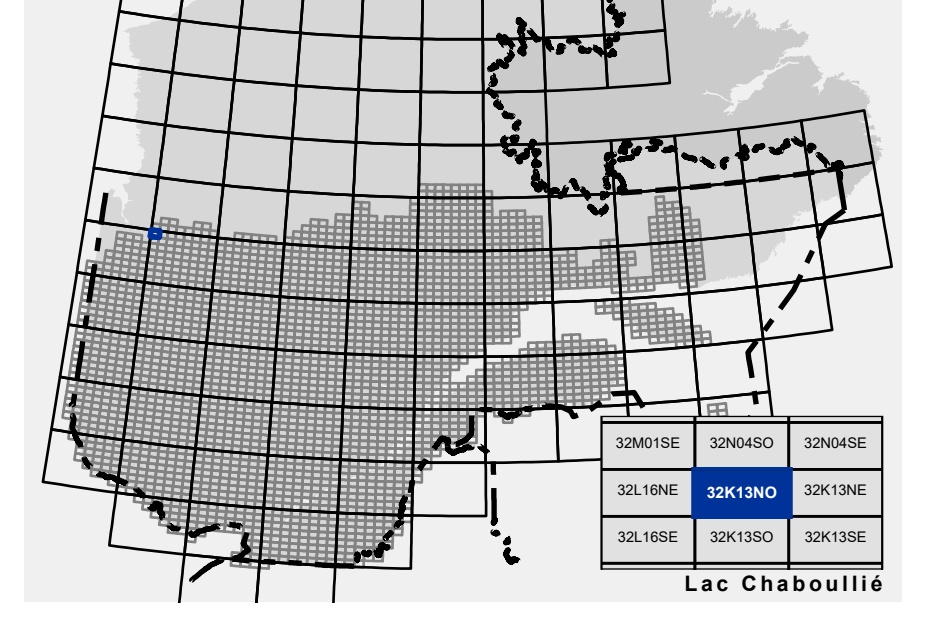 32M01SE 32N04SO 32N04SE
32L16NE 32K13NO 32K13NE
32L16SE 32K13SO 32K13SE
Lac Chaboullié